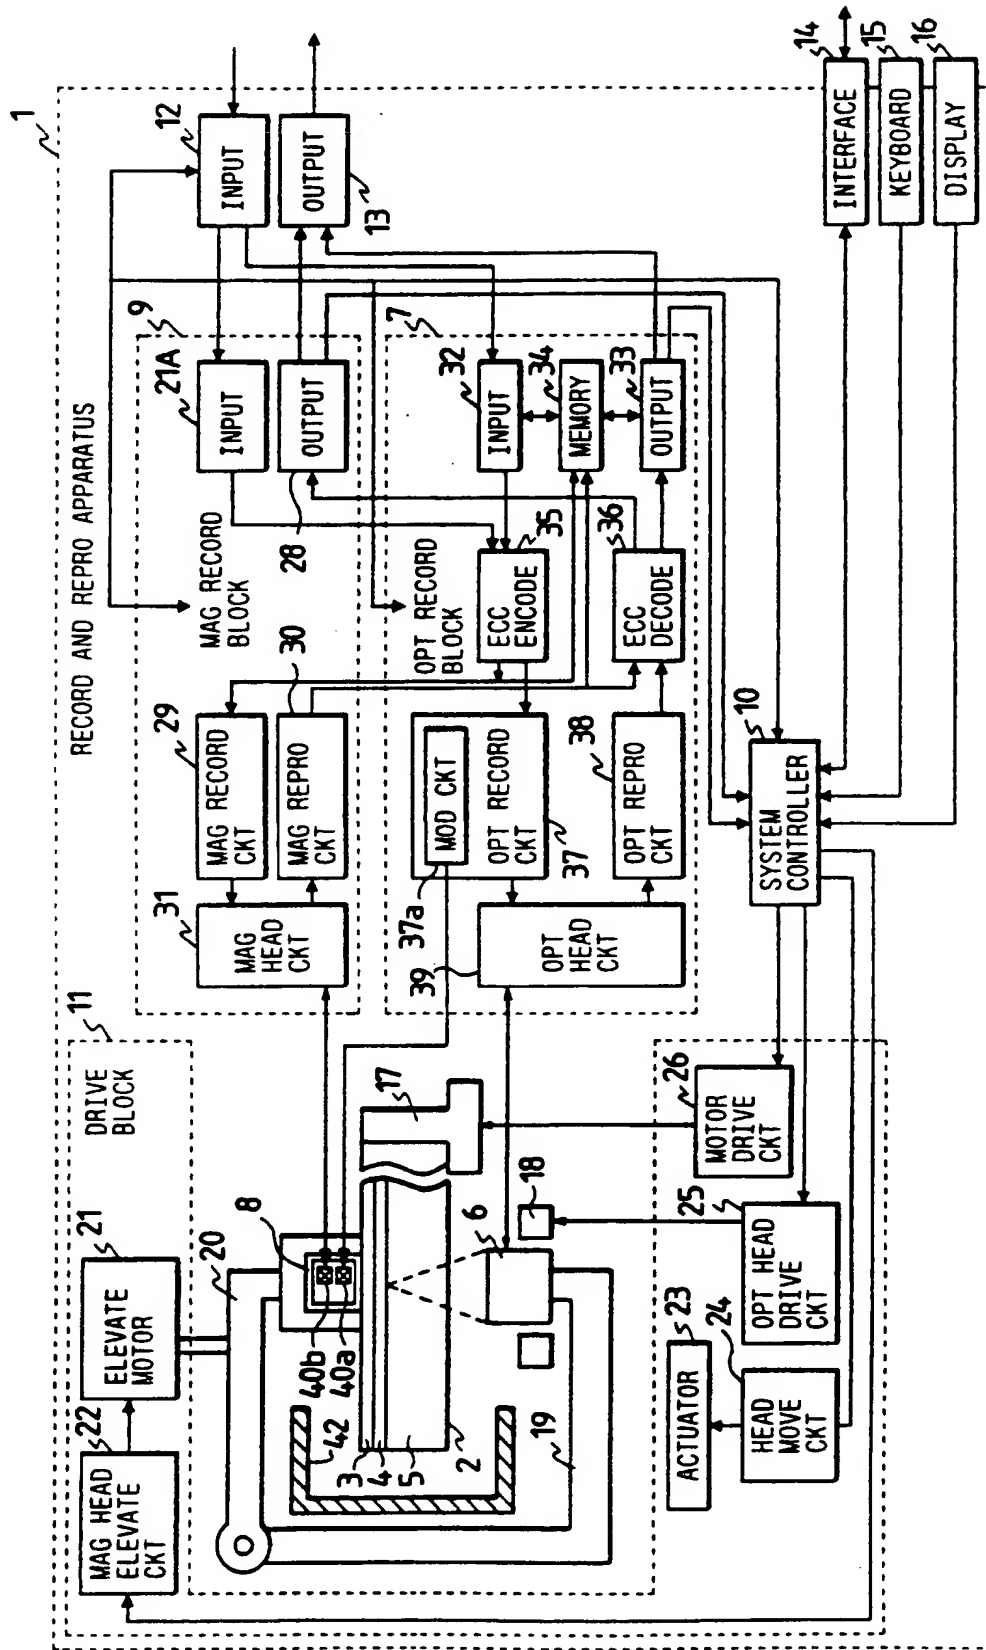 RECORD AND REPRO APPARATUS
1
11
DRIVE
BLOCK
22
MAG HEAD
ELEVATE
CKT
21
ELEVATE
MOTOR
20
8
40b
40a
42
3
4
5
2
17
18
6
19
31
MAG HEAD
CKT
29
MAG RECORD
CKT
30
MAG REPRO
CKT
MAG RECORD
BLOCK
9
21A
INPUT
OUTPUT
28
12
INPUT
OUTPUT
13
7
OPT RECORD
BLOCK
39
OPT
HEAD
CKT
37a
MOD CKT
OPT RECORD
CKT
37
38
OPT REPRO
CKT
35
ECC
ENCODE
36
ECC
DECODE
32
INPUT
34
MEMORY
33
OUTPUT
23
ACTUATOR
24
HEAD
MOVE
CKT
25
OPT HEAD
DRIVE
CKT
26
MOTOR
DRIVE
CKT
10
SYSTEM
CONTROLLER
14
INTERFACE
15
KEYBOARD
16
DISPLAY